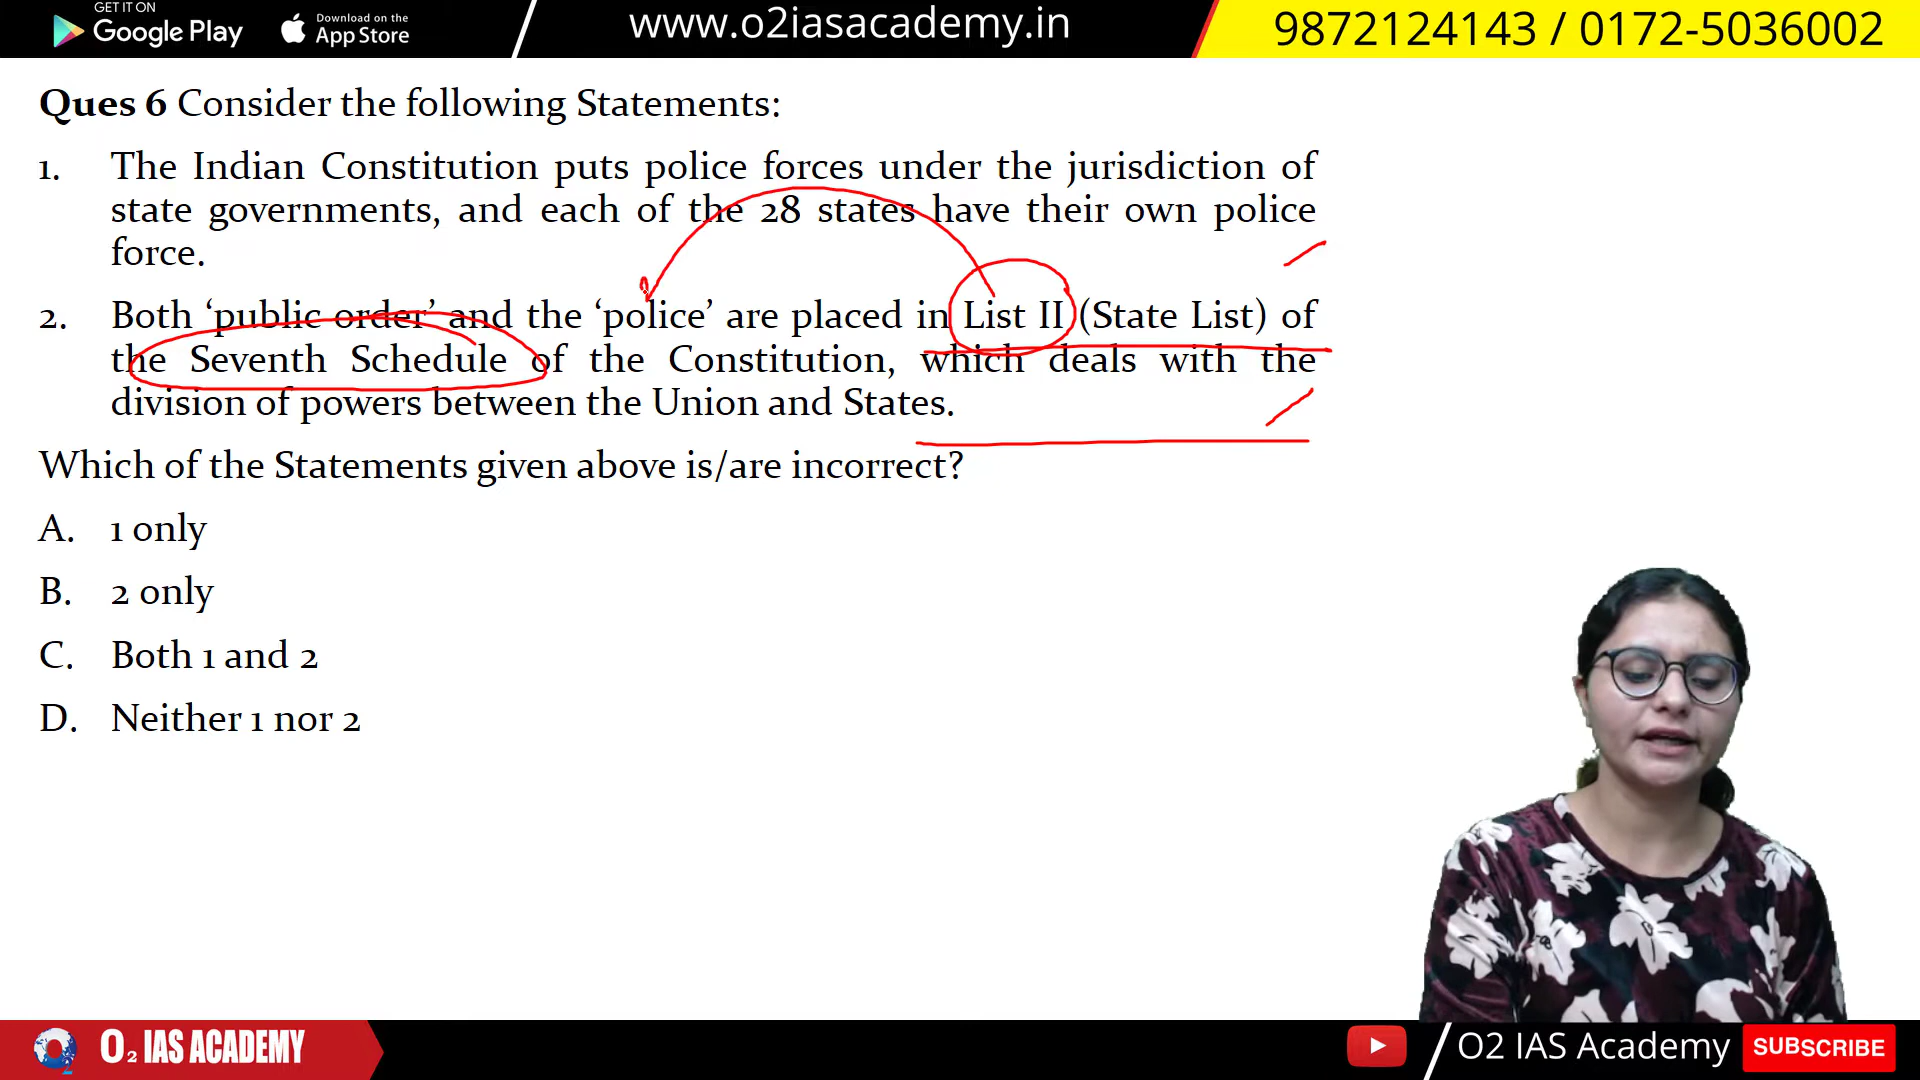 GET IT ON
Google Play
Download on the
App Store
www.o2iasacademy.in
9872124143 / 0172-5036002
Ques 6 Consider the following Statements:
1. The Indian Constitution puts police forces under the jurisdiction of
state governments, and each of the 28 states have their own police
force.
2. Both ‘public order’ and the ‘police’ are placed in List II (State List) of
the Seventh Schedule of the Constitution, which deals with the
division of powers between the Union and States.
Which of the Statements given above is/are incorrect?
A. 1 only
B. 2 only
C. Both 1 and 2
D. Neither 1 nor 2
O2 IAS ACADEMY
O2 IAS Academy
SUBSCRIBE